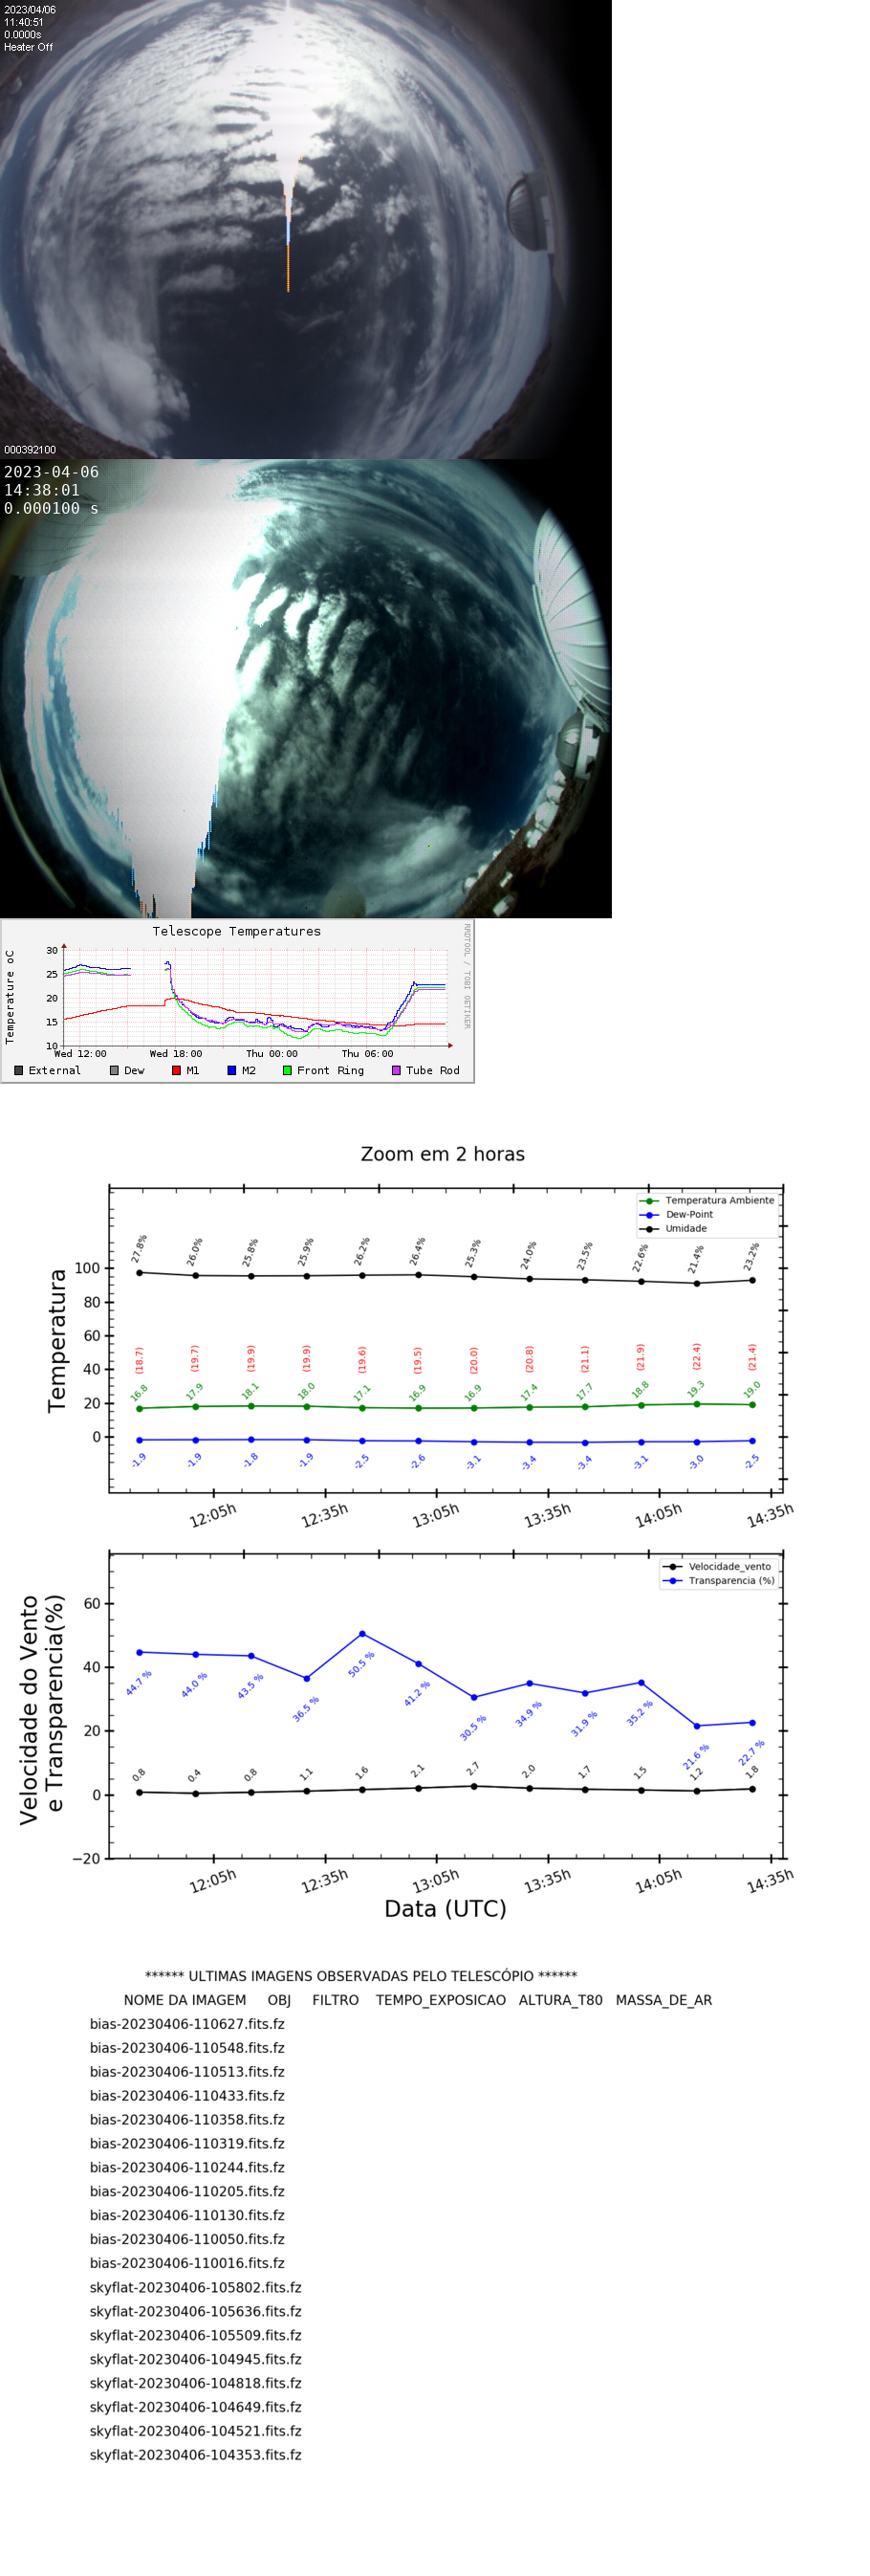 2023/04/06
11:40:51
0.0000s
Heater Off
000392100
2023-04-06
14:38:01
0.000100 s
Telescope Temperatures
RRDTOOL / TOBI OETIKER
Temperature oC
30
25
20
15
10
Wed 12:00 Wed 18:00 Thu 00:00 Thu 06:00
External Dew M1 M2 Front Ring Tube Rod
Zoom em 2 horas
Temperatura Ambiente
Dew-Point
Umidade
Temperatura
100
80
60
40
20
0
27.8% 26.0% 25.8% 25.9% 26.2% 26.4% 25.3% 24.0% 23.5% 22.6% 21.4% 23.2%
(18.7) (19.7) (19.9) (19.9) (19.6) (19.5) (20.0) (20.8) (21.1) (21.9) (22.4) (21.4)
16.8 17.9 18.1 18.0 17.1 16.9 16.9 17.4 17.7 18.8 19.3 19.0
-1.9 -1.9 -1.8 -1.9 -2.5 -2.6 -3.1 -3.4 -3.4 -3.1 -3.0 -2.5
12:05h 12:35h 13:05h 13:35h 14:05h 14:35h
Velocidade_vento
Transparencia (%)
Velocidade do Vento
e Transparencia(%)
60
40
20
0
−20
44.7 % 44.0 % 43.5 % 36.5 % 50.5 % 41.2 % 30.5 % 34.9 % 31.9 % 35.2 % 21.6 % 22.7 %
0.8 0.4 0.8 1.1 1.6 2.1 2.7 2.0 1.7 1.5 1.2 1.8
12:05h 12:35h 13:05h 13:35h 14:05h 14:35h
Data (UTC)
****** ULTIMAS IMAGENS OBSERVADAS PELO TELESCÓPIO ******
NOME DA IMAGEM OBJ FILTRO TEMPO_EXPOSICAO ALTURA_T80 MASSA_DE_AR
bias-20230406-110627.fits.fz
bias-20230406-110548.fits.fz
bias-20230406-110513.fits.fz
bias-20230406-110433.fits.fz
bias-20230406-110358.fits.fz
bias-20230406-110319.fits.fz
bias-20230406-110244.fits.fz
bias-20230406-110205.fits.fz
bias-20230406-110130.fits.fz
bias-20230406-110050.fits.fz
bias-20230406-110016.fits.fz
skyflat-20230406-105802.fits.fz
skyflat-20230406-105636.fits.fz
skyflat-20230406-105509.fits.fz
skyflat-20230406-104945.fits.fz
skyflat-20230406-104818.fits.fz
skyflat-20230406-104649.fits.fz
skyflat-20230406-104521.fits.fz
skyflat-20230406-104353.fits.fz